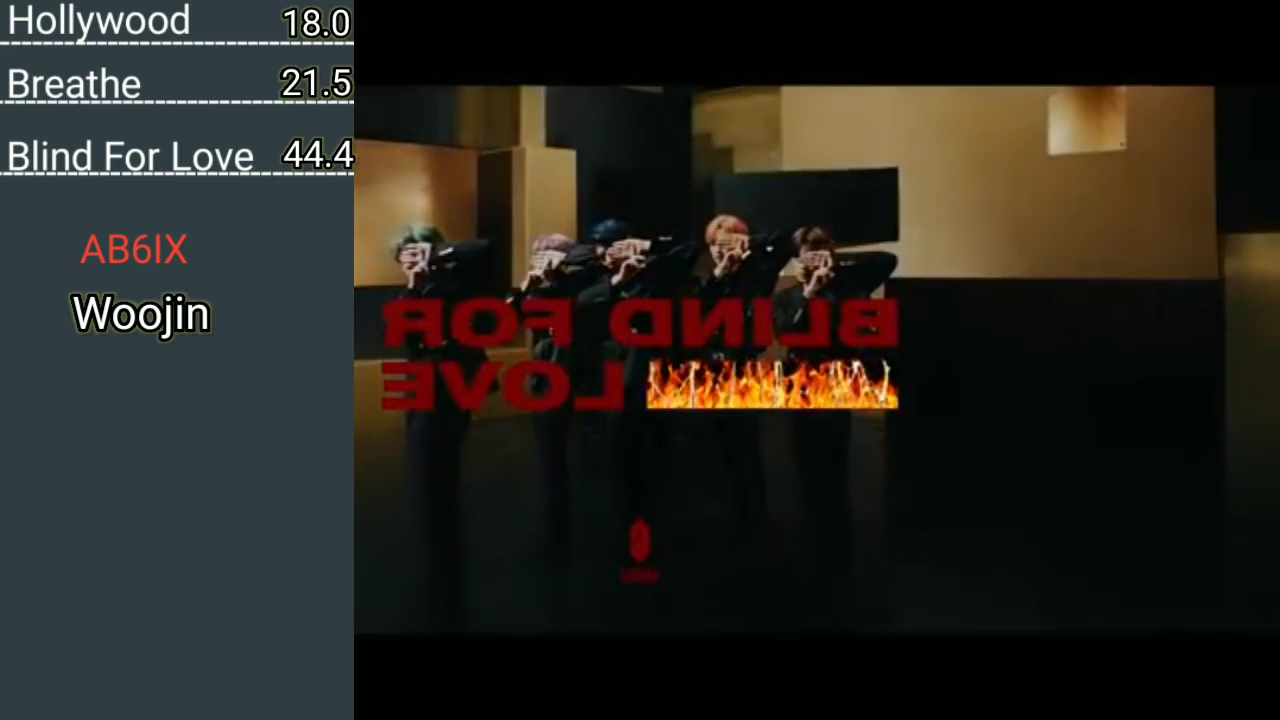 Hollywood 18.0
Breathe 21.5
Blind For Love 44.4
AB6IX
Woojin
BLIND FOR
LOVE